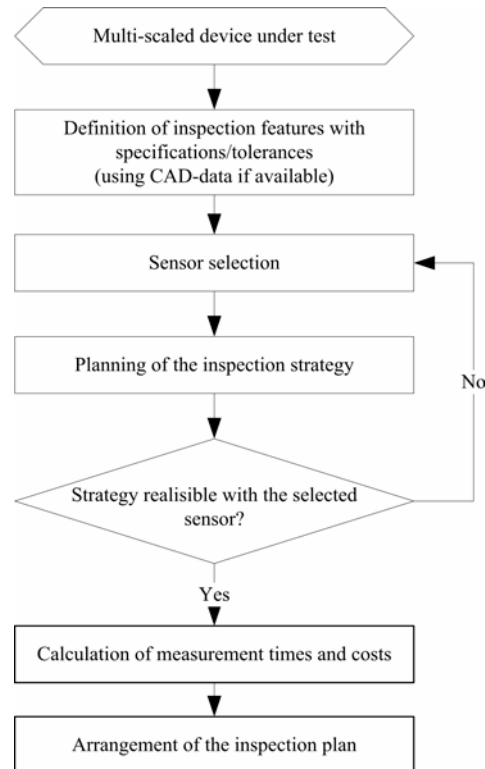 Multi-scaled device under test
Definition of inspection features with
specifications/tolerances
(using CAD-data if available)
Sensor selection
Planning of the inspection strategy
No
Strategy realisible with the selected
sensor?
Yes
Calculation of measurement times and costs
Arrangement of the inspection plan